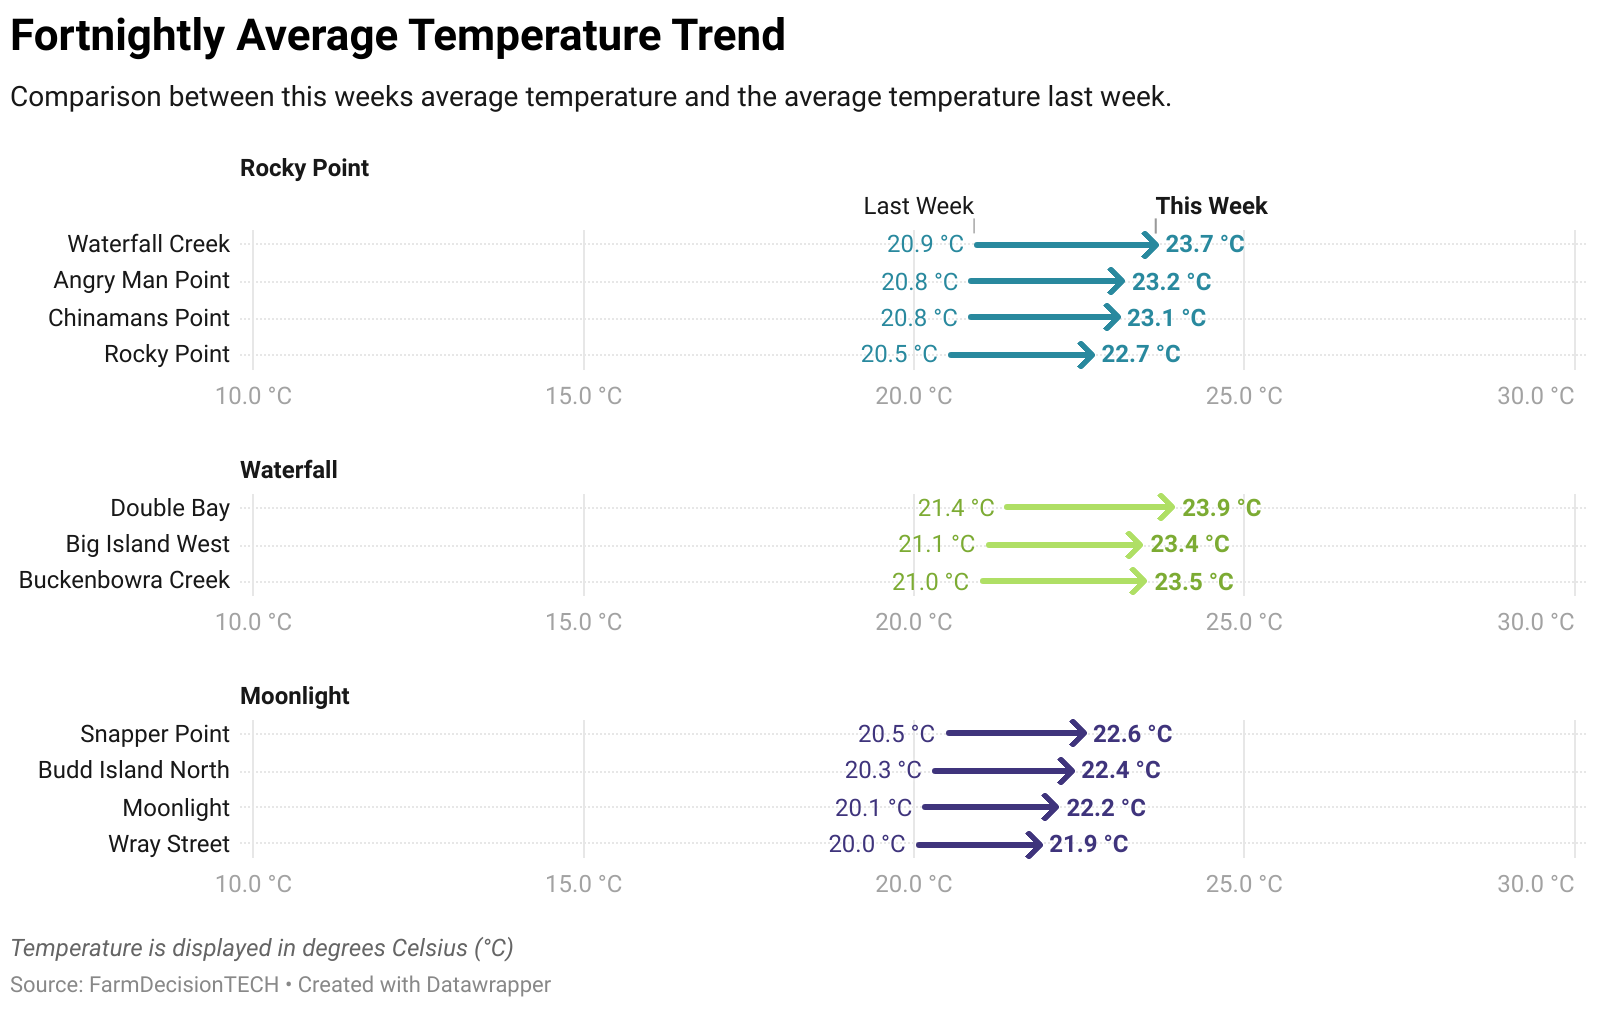 Fortnightly Average Temperature Trend
Comparison between this weeks average temperature and the average temperature last week.
Rocky Point
Last Week This Week
Waterfall Creek 20.9 °C 23.7 °C
Angry Man Point 20.8 °C 23.2 °C
Chinamans Point 20.8 °C 23.1 °C
Rocky Point 20.5 °C 22.7 °C
10.0 °C 15.0 °C 20.0 °C 25.0 °C 30.0 °C
Waterfall
Double Bay 21.4 °C 23.9 °C
Big Island West 21.1 °C 23.4 °C
Buckenbowra Creek 21.0 °C 23.5 °C
10.0 °C 15.0 °C 20.0 °C 25.0 °C 30.0 °C
Moonlight
Snapper Point 20.5 °C 22.6 °C
Budd Island North 20.3 °C 22.4 °C
Moonlight 20.1 °C 22.2 °C
Wray Street 20.0 °C 21.9 °C
10.0 °C 15.0 °C 20.0 °C 25.0 °C 30.0 °C
Temperature is displayed in degrees Celsius (°C)
Source: FarmDecisionTECH • Created with Datawrapper